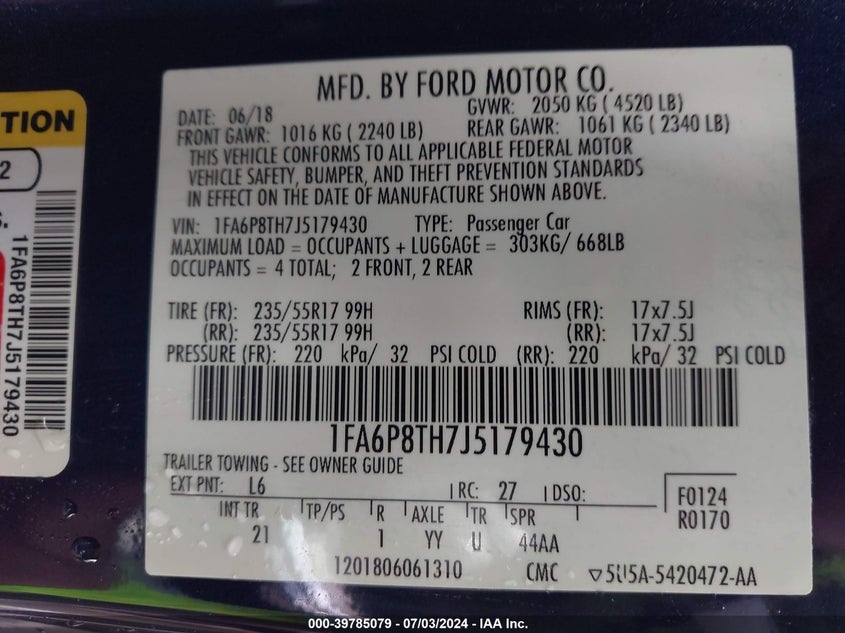 MFD. BY FORD MOTOR CO.
DATE: 06/18 GVWR: 2050 KG ( 4520 LB)
FRONT GAWR: 1016 KG ( 2240 LB) REAR GAWR: 1061 KG ( 2340 LB)
THIS VEHICLE CONFORMS TO ALL APPLICABLE FEDERAL MOTOR
VEHICLE SAFETY, BUMPER, AND THEFT PREVENTION STANDARDS
IN EFFECT ON THE DATE OF MANUFACTURE SHOWN ABOVE.
VIN: 1FA6P8TH7J5179430 TYPE: Passenger Car
MAXIMUM LOAD = OCCUPANTS + LUGGAGE = 303KG/ 668LB
OCCUPANTS = 4 TOTAL; 2 FRONT, 2 REAR
TIRE (FR): 235/55R17 99H RIMS (FR): 17x7.5J
(RR): 235/55R17 99H (RR): 17x7.5J
PRESSURE (FR): 220 kPa/ 32 PSI COLD (RR): 220 kPa/ 32 PSI COLD
1FA6P8TH7J5179430
TRAILER TOWING - SEE OWNER GUIDE
EXT PNT: L6 RC: 27 DSO: F0124
R0170
INT TR TP/PS R AXLE TR SPR
21 1 YY U 44AA
1201806061310 CMC ▽5U5A-5420472-AA
TION
2
S.
1FA6P8TH7J5179430
000-39785079 — 07/03/2024 — IAA Inc.